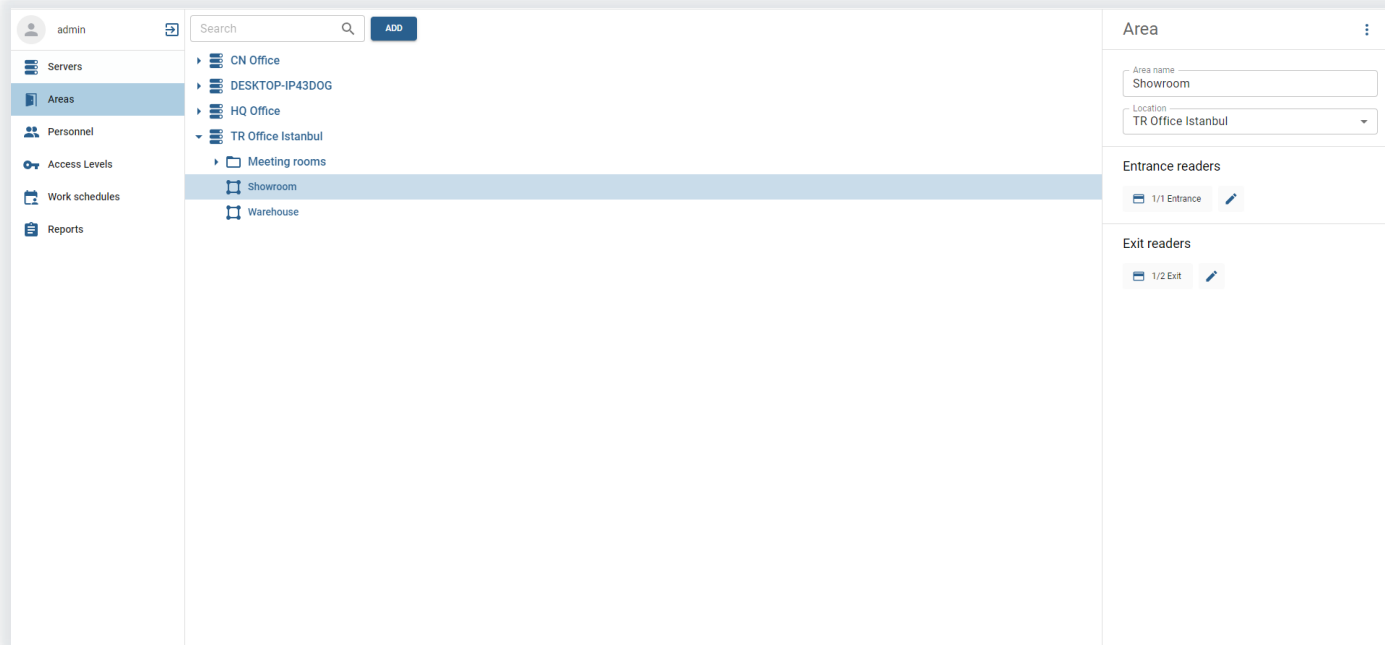 admin
Servers
Areas
Personnel
Access Levels
Work schedules
Reports
Search
ADD
CN Office
DESKTOP-IP43DOG
HQ Office
TR Office Istanbul
Meeting rooms
Showroom
Warehouse
Area
Area name
Showroom
Location
TR Office Istanbul
Entrance readers
1/1 Entrance
Exit readers
1/2 Exit